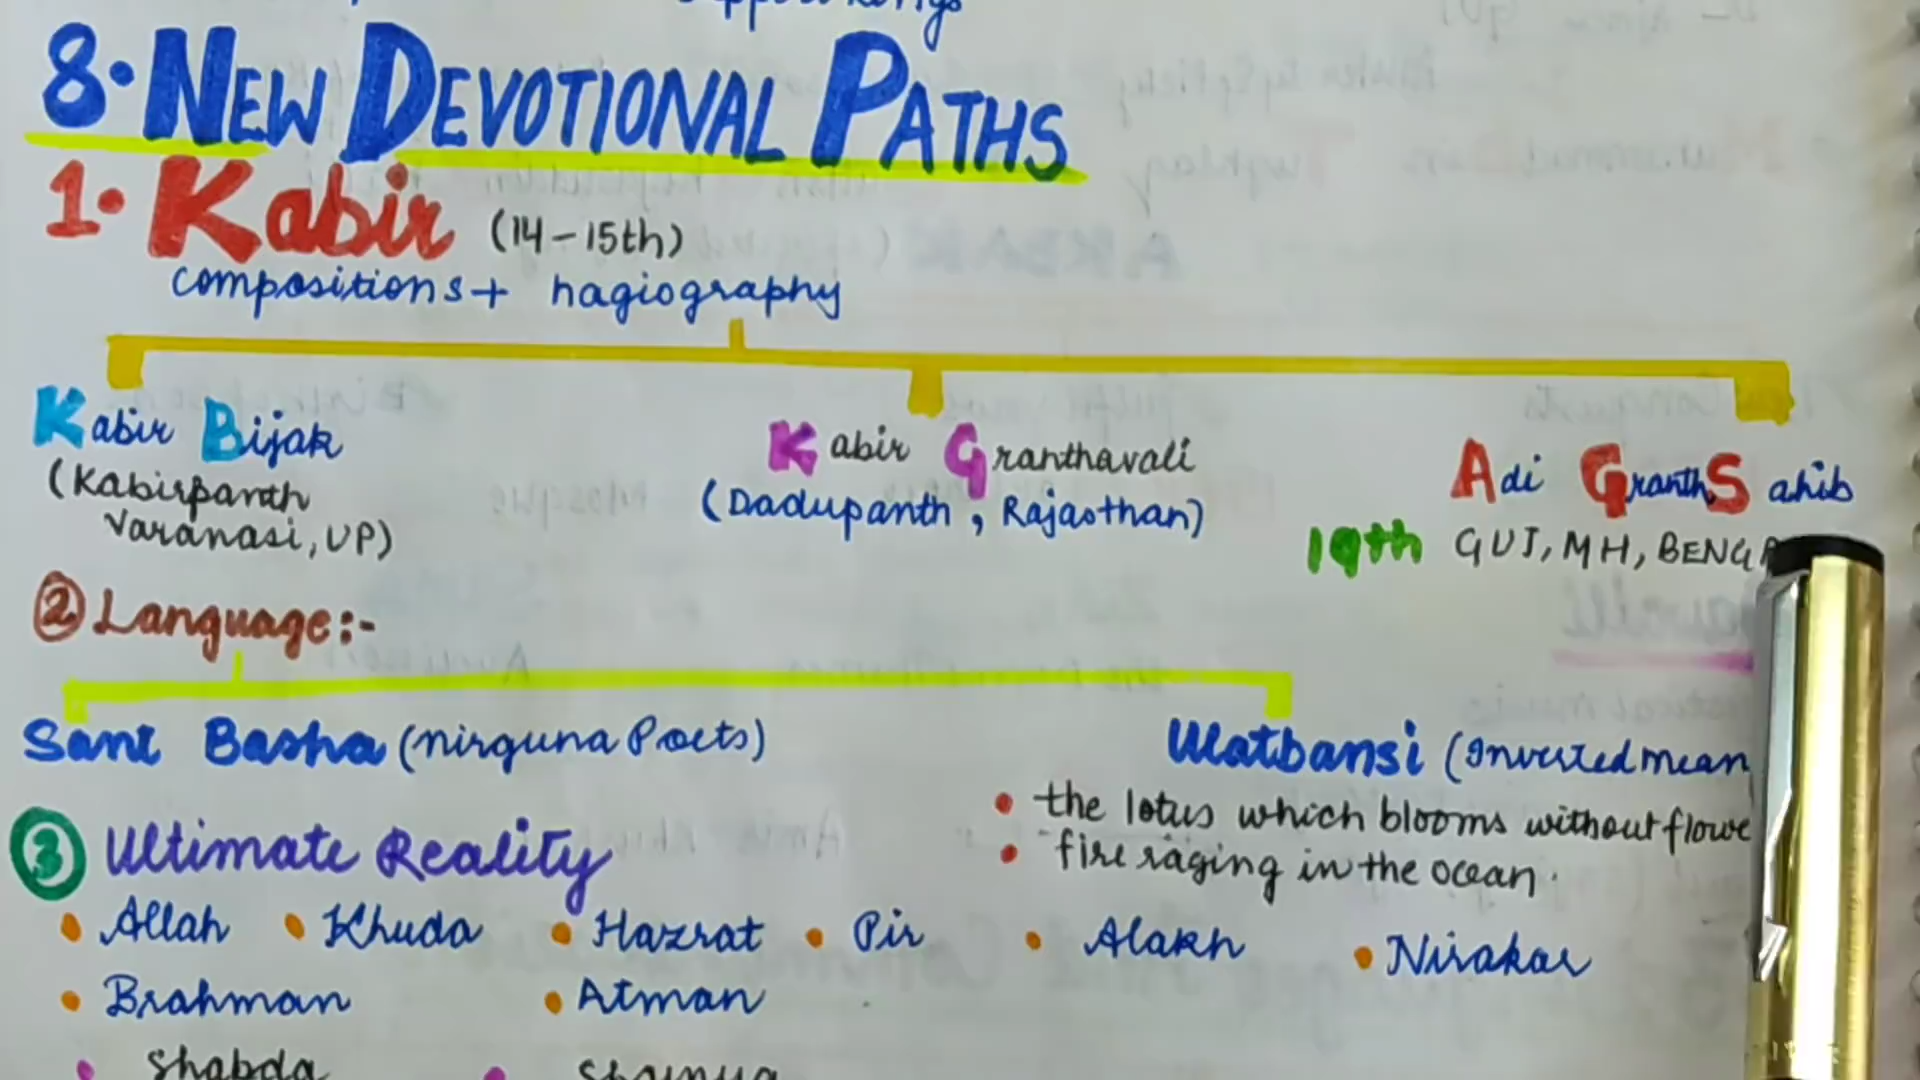 8. NEW DEVOTIONAL PATHS
1. Kabir (14-15th)
compositions + hagiography
Kabir Bijak
(Kabirpanth
Varanasi, UP)
Kabir Granthavali
(Dadupanth, Rajasthan)
Adi Granth Sahib
19th GUJ, MH, BENGA
② Language:-
Sant Basha (nirguna Poets)
Ulatbansi (Inverted mean
• the lotus which blooms without flowe
• fire raging in the ocean.
③ Ultimate Reality
• Allah • Khuda • Hazrat • Pir • Alakh • Nirakar
• Brahman • Atman
• Shabda